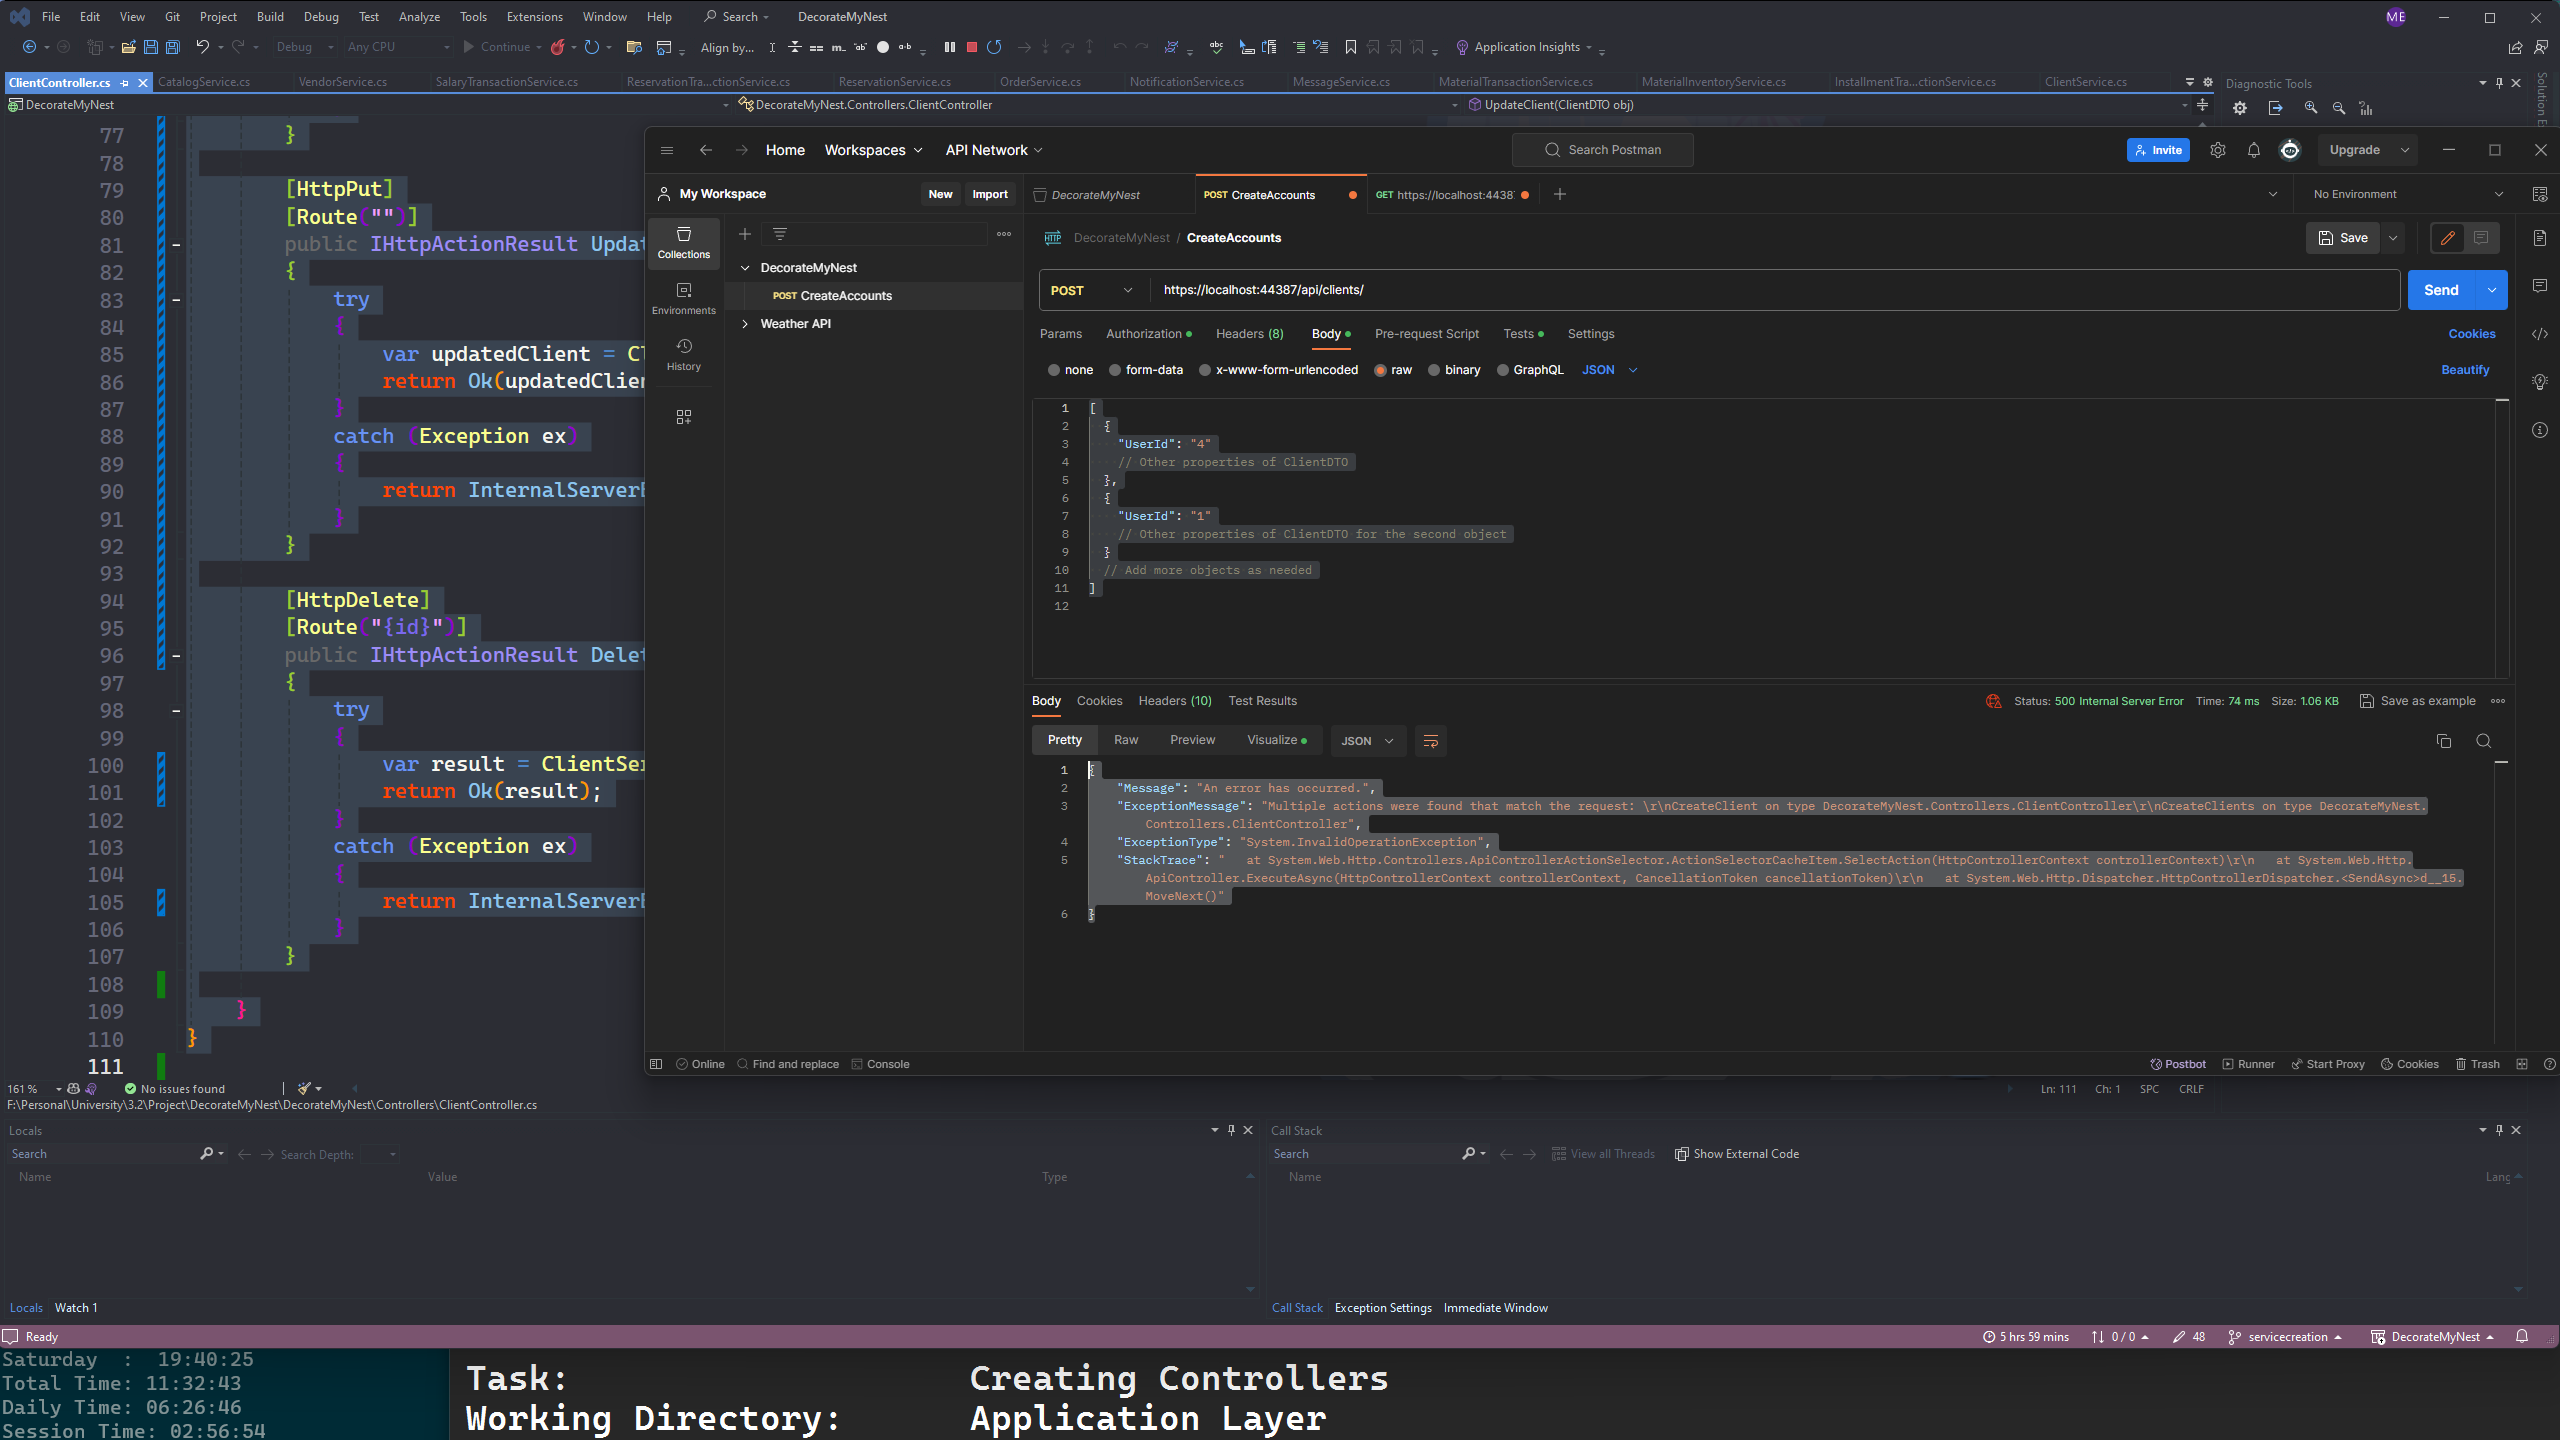 File Edit View Git Project Build Debug Test Analyze Tools Extensions Window Help Search DecorateMyNest ME
Debug Any CPU Continue Align by... Application Insights
ClientController.cs CatalogService.cs VendorService.cs SalaryTransactionService.cs ReservationTra...ctionService.cs ReservationService.cs OrderService.cs NotificationService.cs MessageService.cs MaterialTransactionService.cs MaterialInventoryService.cs InstallmentTra...ctionService.cs ClientService.cs Diagnostic Tools
DecorateMyNest DecorateMyNest.Controllers.ClientController UpdateClient(ClientDTO obj)
77 }
78
79 [HttpPut]
80 [Route("")]
81 public IHttpActionResult Updat
82 {
83 try
84 {
85 var updatedClient = Cl
86 return Ok(updatedClien
87 }
88 catch (Exception ex)
89 {
90 return InternalServerE
91 }
92 }
93
94 [HttpDelete]
95 [Route("{id}")]
96 public IHttpActionResult Delet
97 {
98 try
99 {
100 var result = ClientSer
101 return Ok(result);
102 }
103 catch (Exception ex)
104 {
105 return InternalServerE
106 }
107 }
108
109 }
110 }
111
161 % No issues found Ln: 111 Ch: 1 SPC CRLF
F:\Personal\University\3.2\Project\DecorateMyNest\DecorateMyNest\Controllers\ClientController.cs
Home Workspaces API Network Search Postman Invite Upgrade
My Workspace New Import DecorateMyNest POST CreateAccounts GET https://localhost:4438 No Environment
Collections
Environments
History
DecorateMyNest
POST CreateAccounts
Weather API
HTTP DecorateMyNest / CreateAccounts Save
POST https://localhost:44387/api/clients/ Send
Params Authorization Headers (8) Body Pre-request Script Tests Settings Cookies
none form-data x-www-form-urlencoded raw binary GraphQL JSON Beautify
1 [
2 {
3 "UserId": "4"
4 // Other properties of ClientDTO
5 },
6 {
7 "UserId": "1"
8 // Other properties of ClientDTO for the second object
9 }
10 // Add more objects as needed
11 ]
12
Body Cookies Headers (10) Test Results Status: 500 Internal Server Error Time: 74 ms Size: 1.06 KB Save as example
Pretty Raw Preview Visualize JSON
1 {
2 "Message": "An error has occurred.",
3 "ExceptionMessage": "Multiple actions were found that match the request: \r\nCreateClient on type DecorateMyNest.Controllers.ClientController\r\nCreateClients on type DecorateMyNest.
Controllers.ClientController",
4 "ExceptionType": "System.InvalidOperationException",
5 "StackTrace": " at System.Web.Http.Controllers.ApiControllerActionSelector.ActionSelectorCacheItem.SelectAction(HttpControllerContext controllerContext)\r\n at System.Web.Http.
ApiController.ExecuteAsync(HttpControllerContext controllerContext, CancellationToken cancellationToken)\r\n at System.Web.Http.Dispatcher.HttpControllerDispatcher.<SendAsync>d__15.
MoveNext()"
6 }
Online Find and replace Console Postbot Runner Start Proxy Cookies Trash
Locals
Search Search Depth:
Name Value Type
Locals Watch 1
Call Stack
Search View all Threads Show External Code
Name Lang
Call Stack Exception Settings Immediate Window
Ready 5 hrs 59 mins 0 / 0 48 servicecreation DecorateMyNest
Saturday : 19:40:25
Total Time: 11:32:43
Daily Time: 06:26:46
Session Time: 02:56:54
Task: Creating Controllers
Working Directory: Application Layer